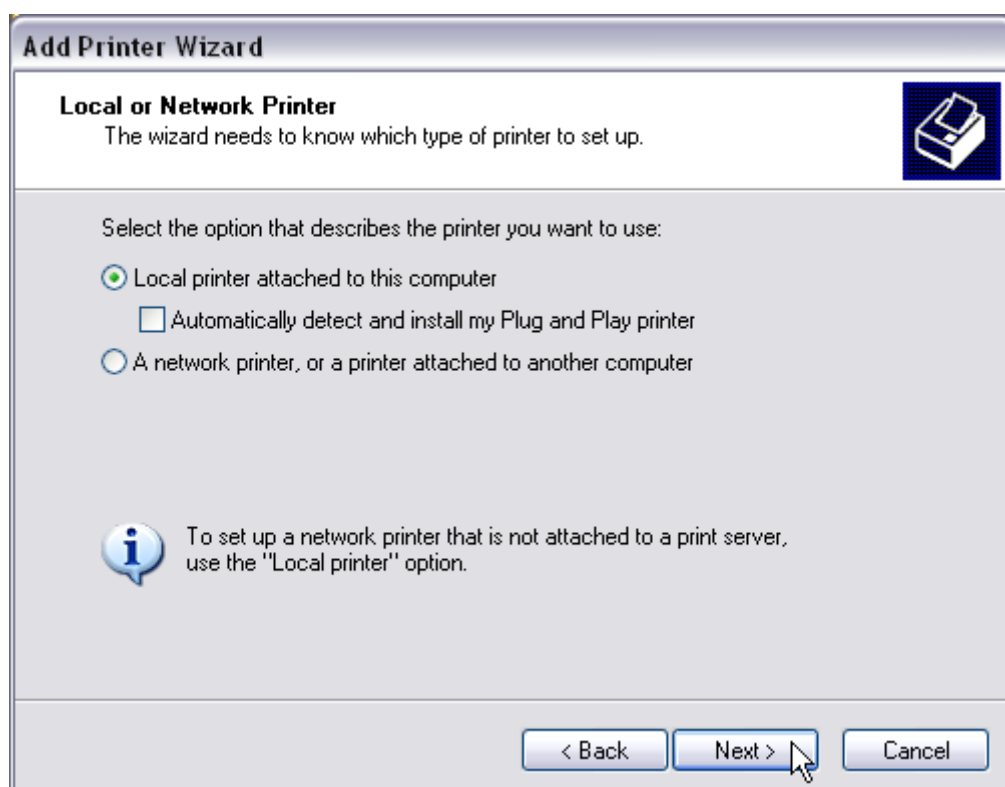 Add Printer Wizard
Local or Network Printer
The wizard needs to know which type of printer to set up.
Select the option that describes the printer you want to use:
Local printer attached to this computer
Automatically detect and install my Plug and Play printer
A network printer, or a printer attached to another computer
To set up a network printer that is not attached to a print server,
use the "Local printer" option.
< Back
Next >
Cancel